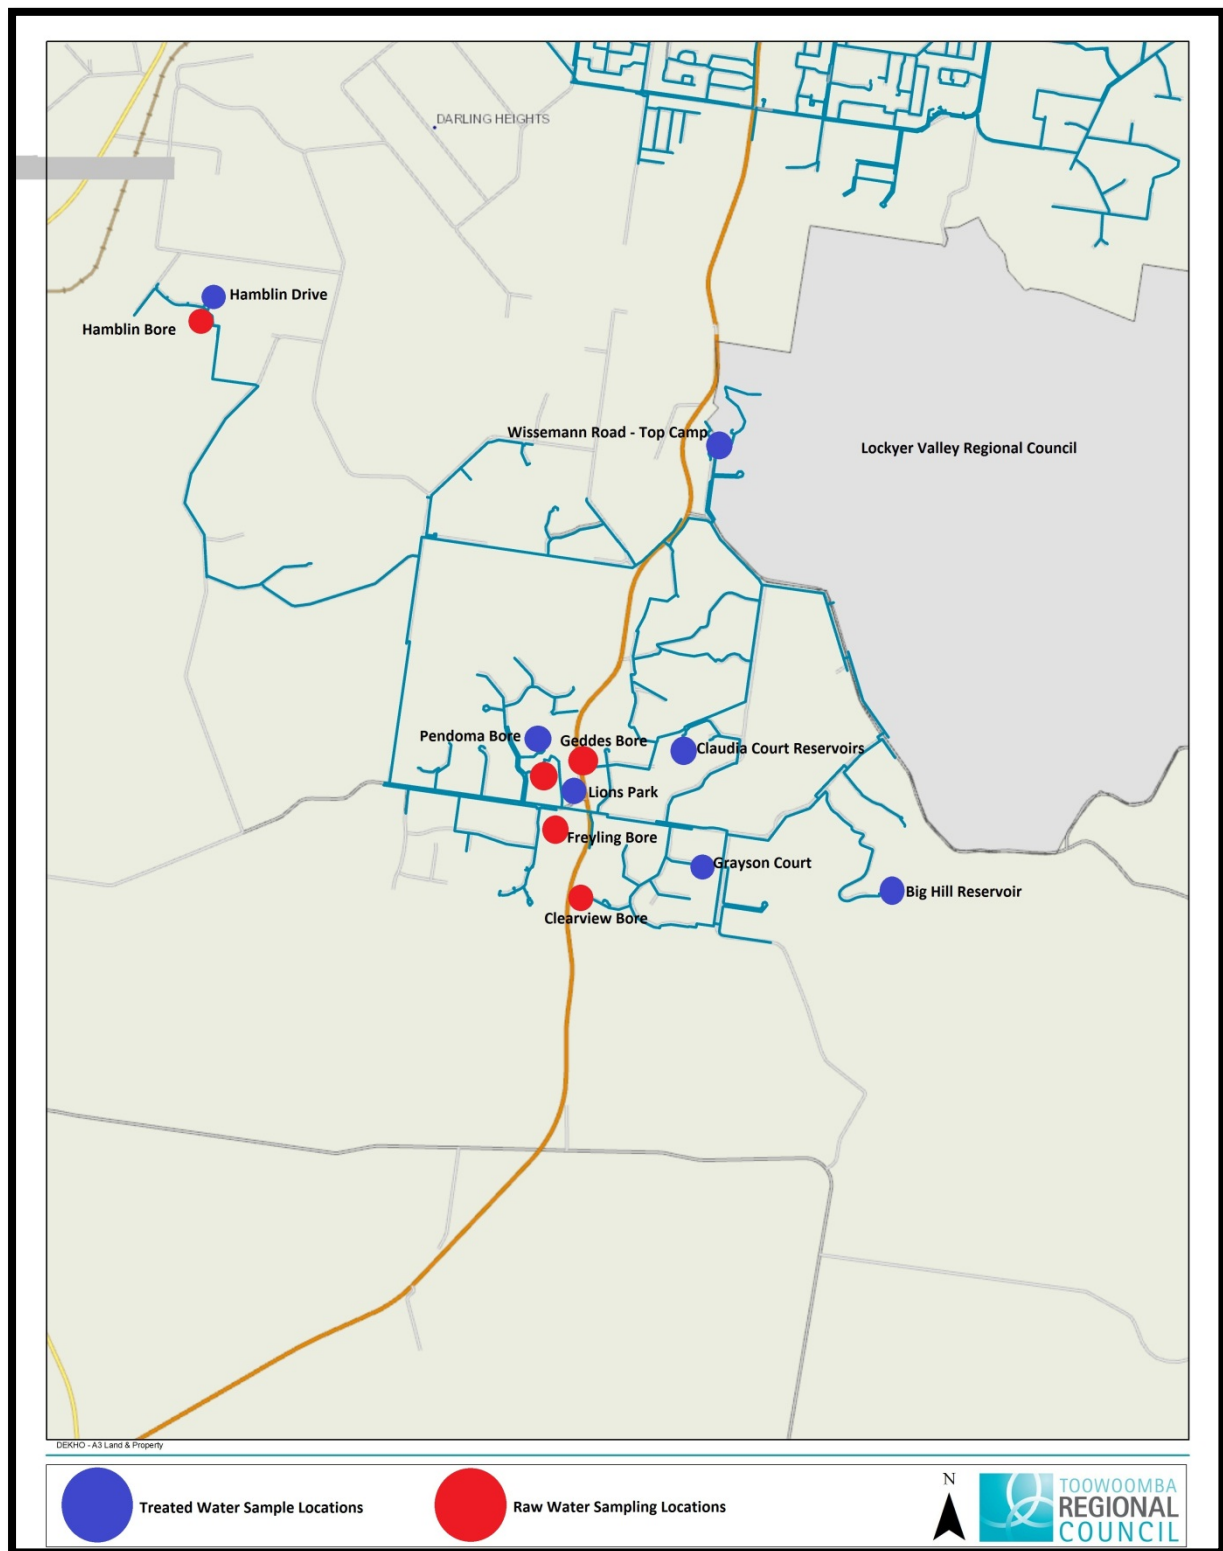 DARLING HEIGHTS
Hamblin Drive
Hamblin Bore
Wissemann Road - Top Camp
Lockyer Valley Regional Council
Pendoma Bore
Geddes Bore
Claudia Court Reservoirs
Lions Park
Freyling Bore
Grayson Court
Big Hill Reservoir
Clearview Bore
DEKHO - A3 Land & Property
Treated Water Sample Locations
Raw Water Sampling Locations
N
TOOWOOMBA
REGIONAL
COUNCIL